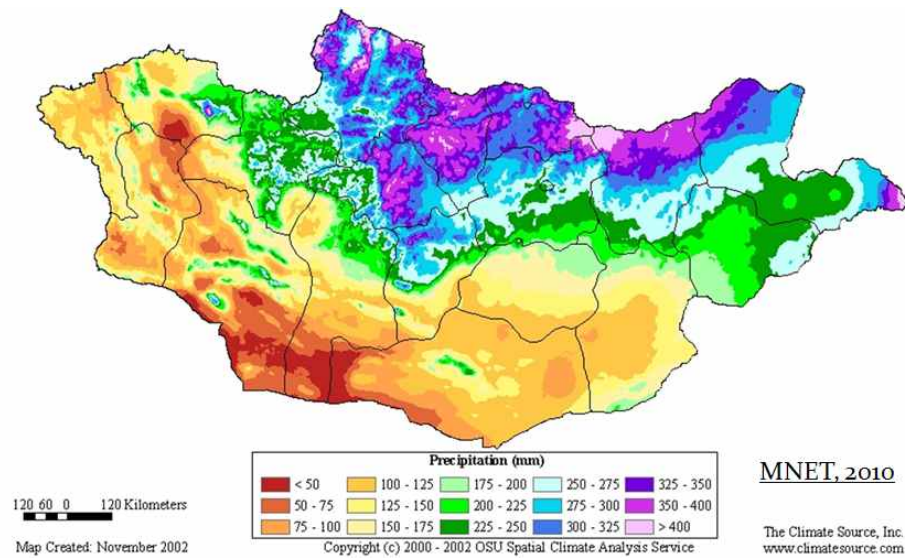 Precipitation (mm)
< 50
50 - 75
75 - 100
100 - 125
125 - 150
150 - 175
175 - 200
200 - 225
225 - 250
250 - 275
275 - 300
300 - 325
325 - 350
350 - 400
> 400
MNET, 2010
120 60 0 120 Kilometers
Map Created: November 2002
Copyright (c) 2000 - 2002 OSU Spatial Climate Analysis Service
The Climate Source, Inc.
www.climatesource.com